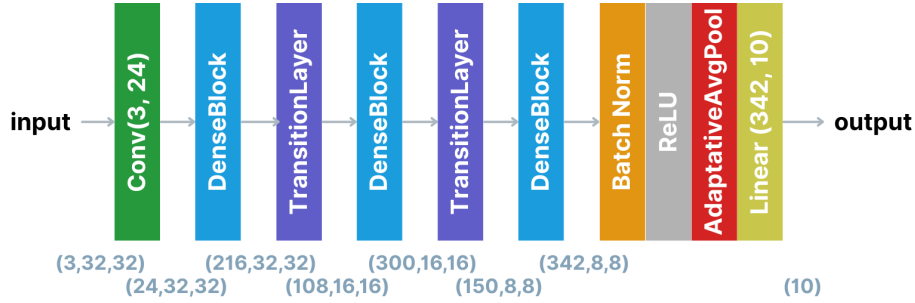 input
Conv(3, 24)
DenseBlock
TransitionLayer
DenseBlock
TransitionLayer
DenseBlock
Batch Norm
ReLU
AdaptativeAvgPool
Linear (342, 10)
output
(3,32,32)
(24,32,32)
(216,32,32)
(108,16,16)
(300,16,16)
(150,8,8)
(342,8,8)
(10)